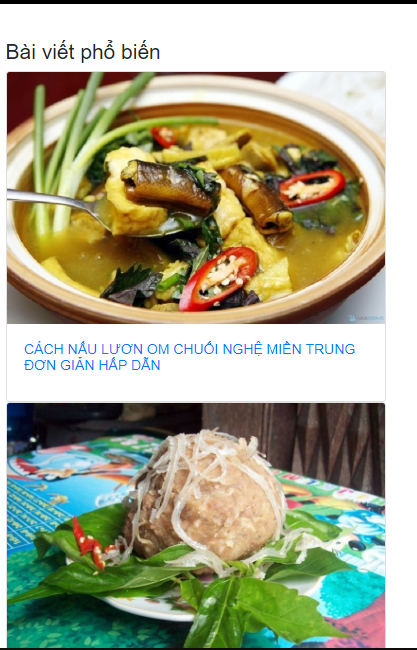 Bài viết phổ biến
CÁCH NẤU LƯƠN OM CHUỐI NGHỆ MIỀN TRUNG
ĐƠN GIẢN HẤP DẪN